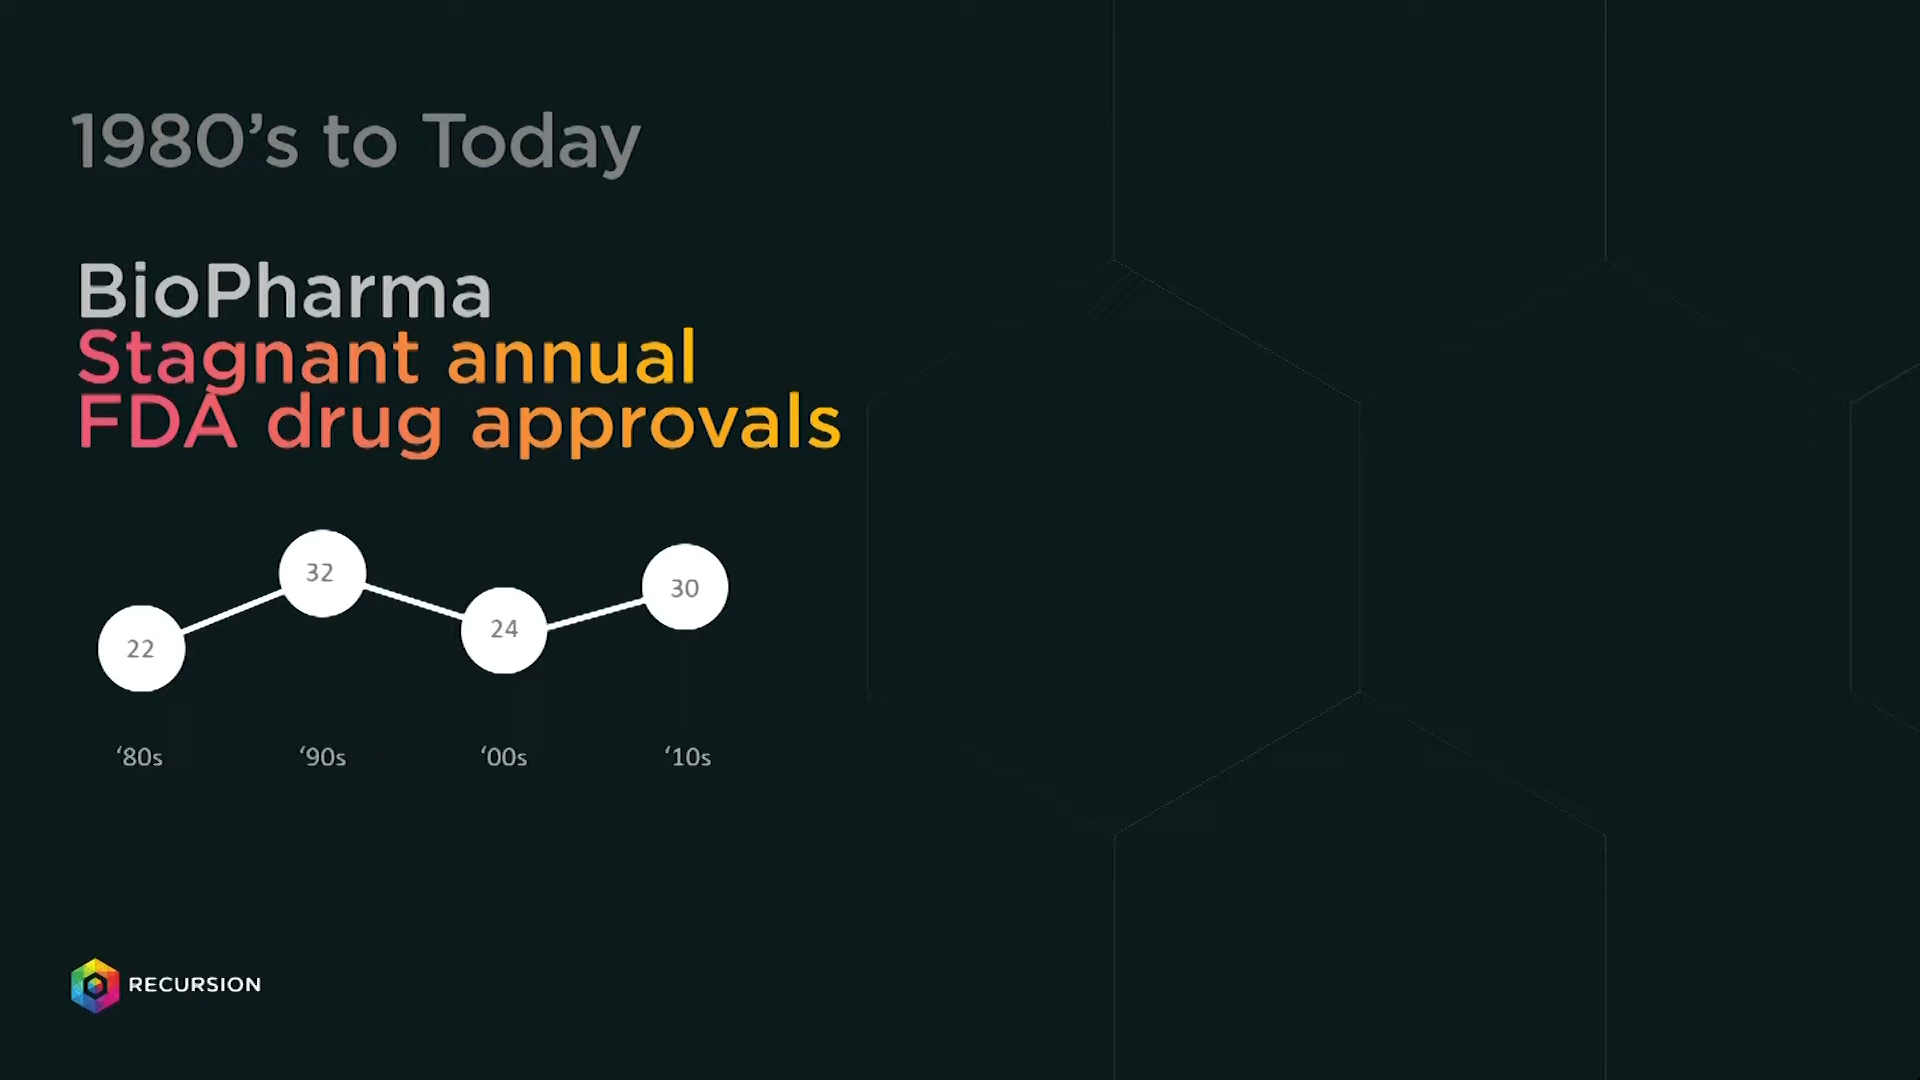 1980’s to Today
BioPharma
Stagnant annual
FDA drug approvals
22
32
24
30
‘80s
‘90s
‘00s
‘10s
RECURSION